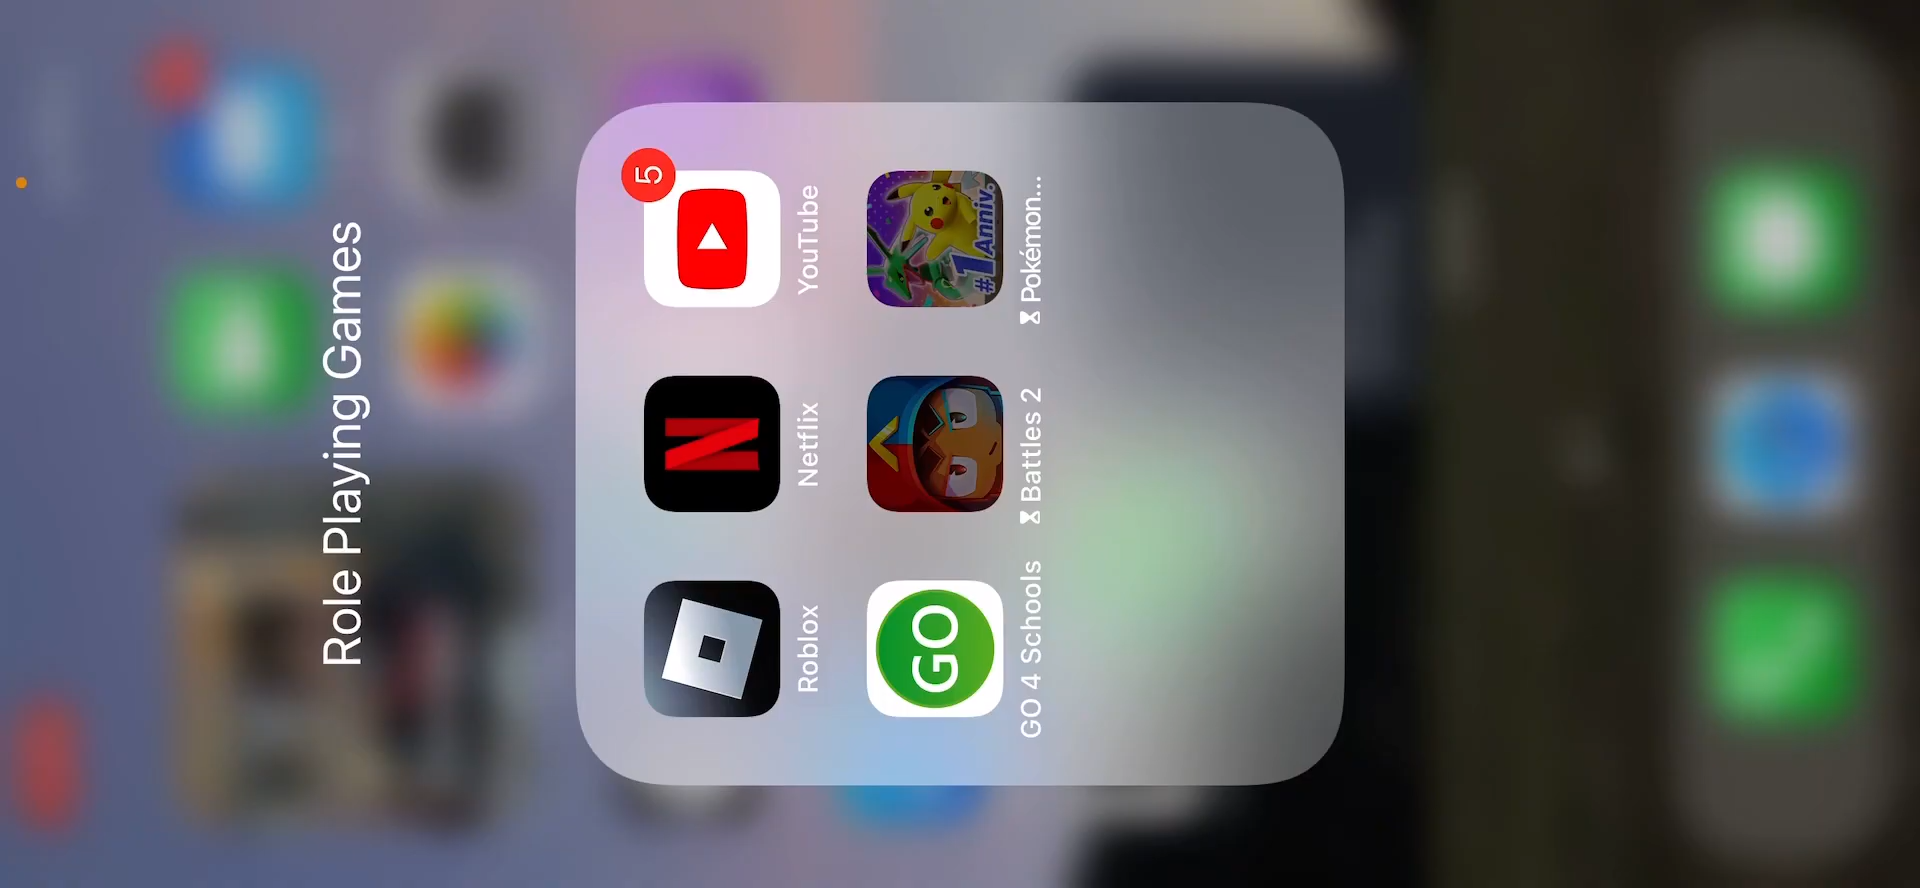 Role Playing Games
Roblox
Netflix
5
YouTube
GO
GO 4 Schools
Battles 2
#1 Anniv.
Pokémon...